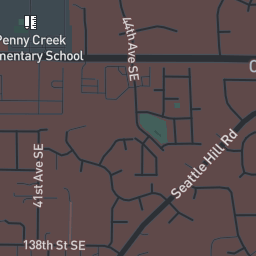 Penny Creek
mentary School
44th Ave SE
C
Seattle Hill Rd
41st Ave SE
138th St SE